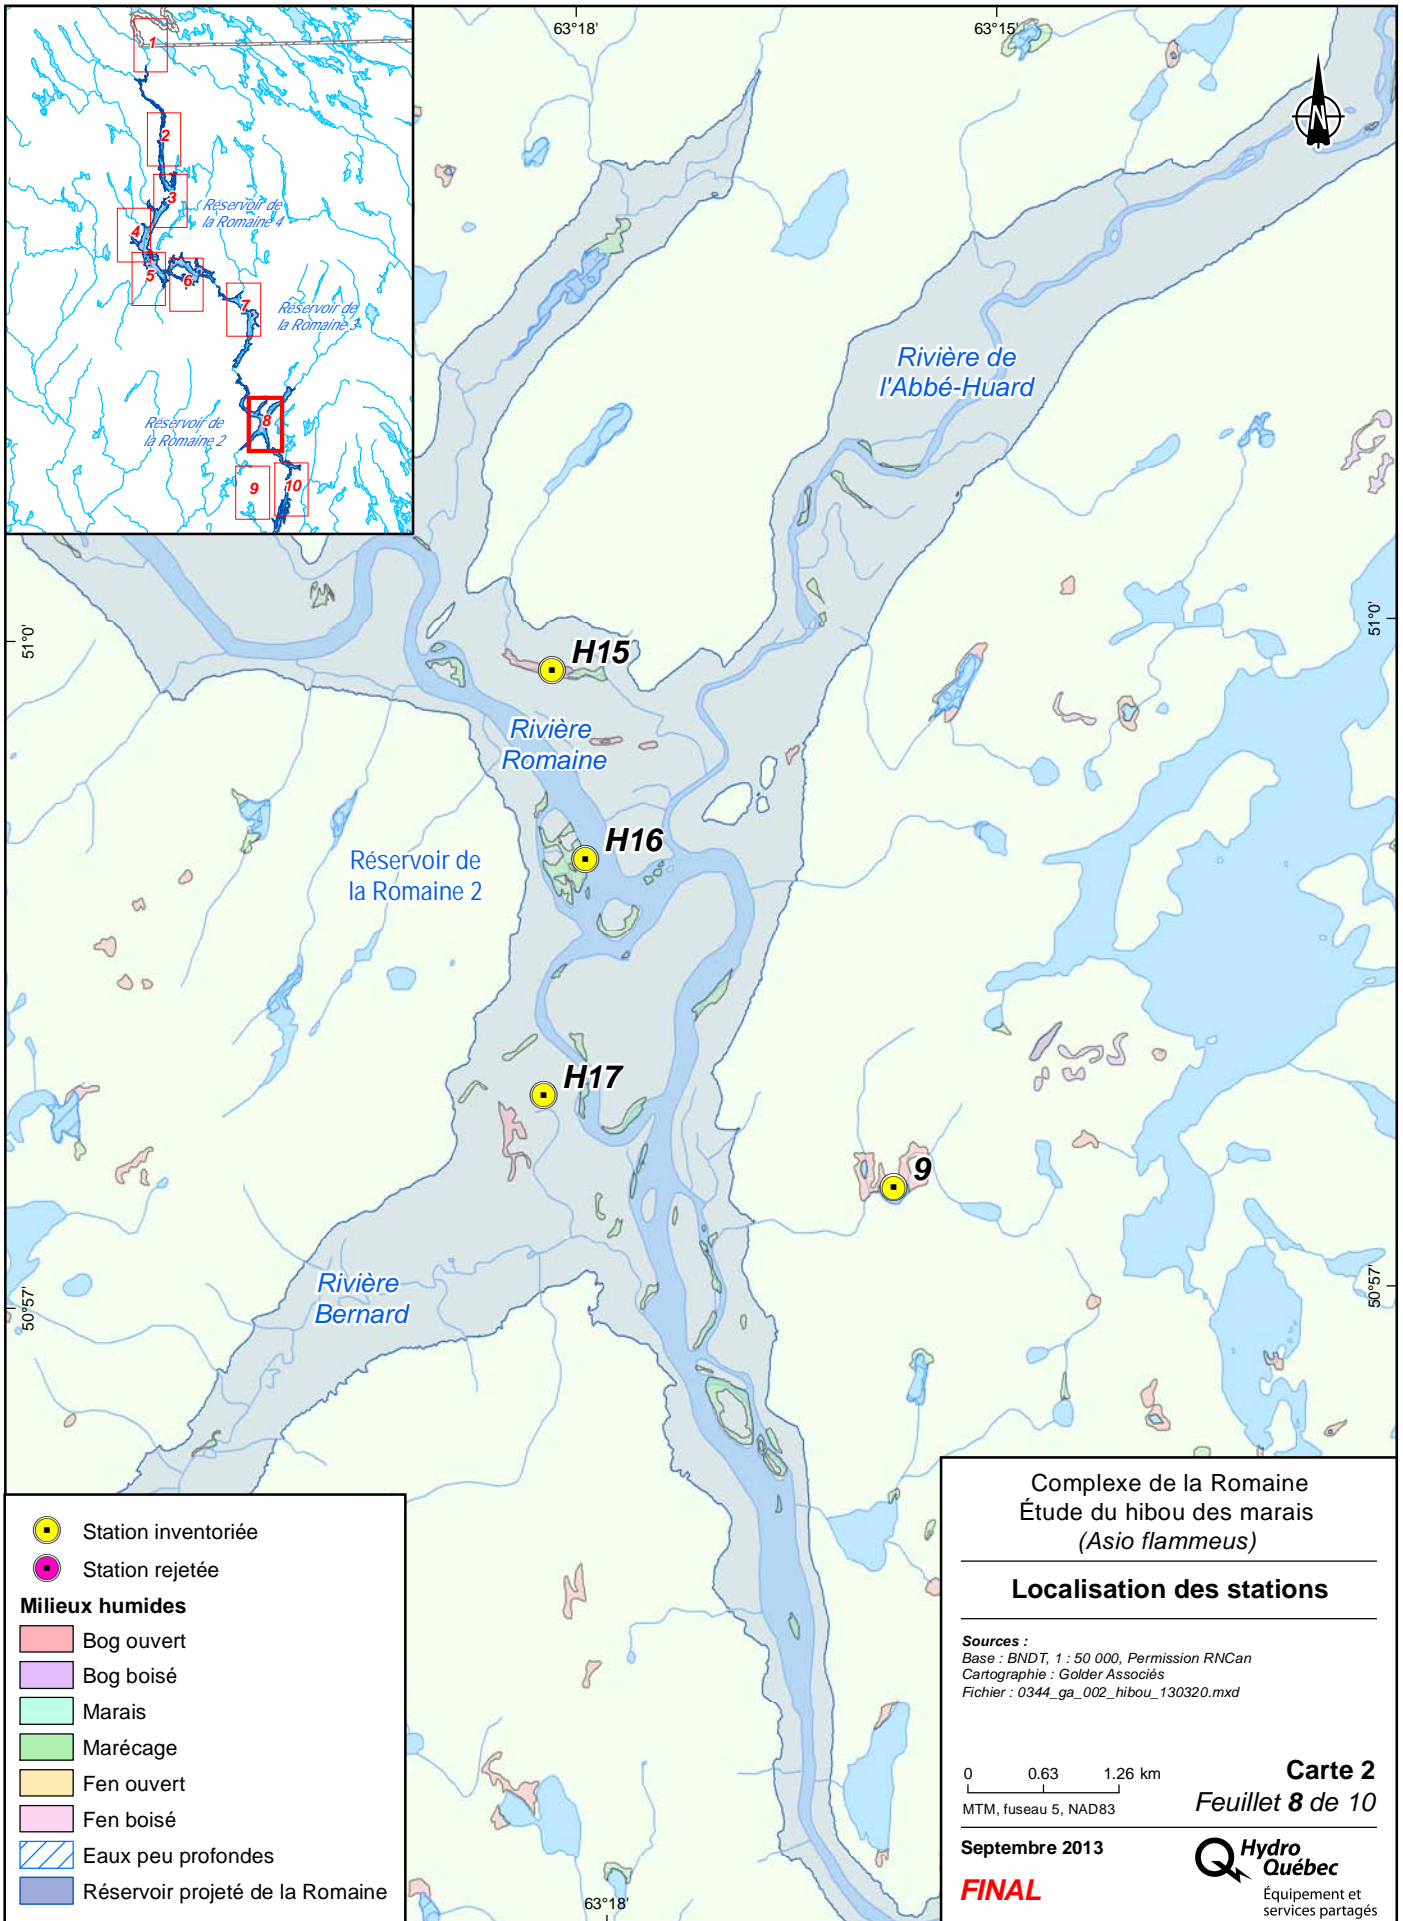 63°18'
63°15'
1
2
3
Réservoir de
la Romaine 4
4
5
6
7
Réservoir de
la Romaine 3
8
Réservoir de
la Romaine 2
9
10
Rivière de
l'Abbé-Huard
51°0'
51°0'
H15
Rivière
Romaine
H16
Réservoir de
la Romaine 2
H17
9
Rivière
Bernard
50°57'
50°57'
Station inventoriée
Station rejetée
Milieux humides
Bog ouvert
Bog boisé
Marais
Marécage
Fen ouvert
Fen boisé
Eaux peu profondes
Réservoir projeté de la Romaine
63°18'
Complexe de la Romaine
Étude du hibou des marais
(Asio flammeus)
Localisation des stations
Sources :
Base : BNDT, 1 : 50 000, Permission RNCan
Cartographie : Golder Associés
Fichier : 0344_ga_002_hibou_130320.mxd
0 0.63 1.26 km
MTM, fuseau 5, NAD83
Carte 2
Feuillet 8 de 10
Septembre 2013
FINAL
Hydro
Québec
Équipement et
services partagés
N